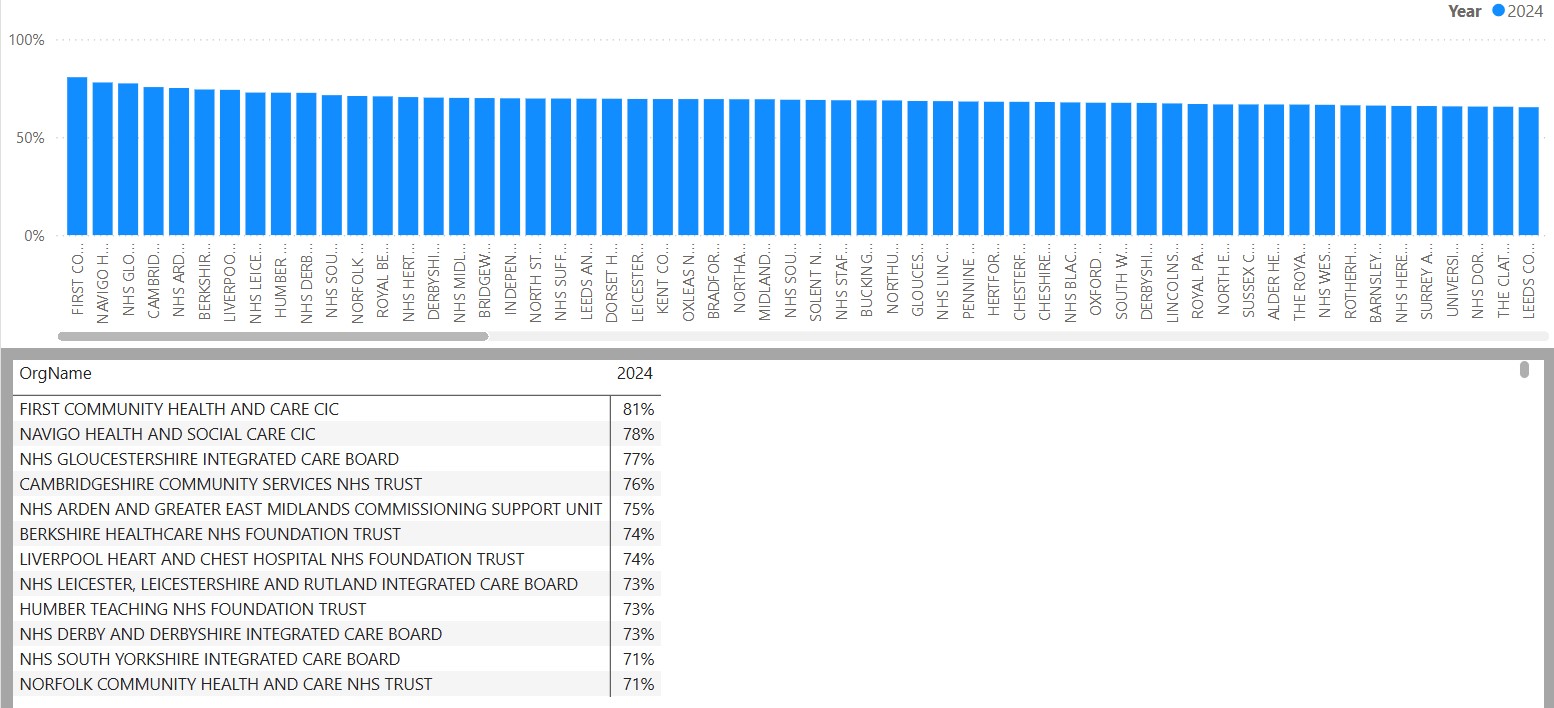 Year 2024
100%
50%
0%
FIRST CO...
NAVIGO H...
NHS GLO...
CAMBRID...
NHS ARD...
BERKSHIR...
LIVERPOO...
NHS LEICE...
HUMBER ...
NHS DERB...
NHS SOU...
NORFOLK...
ROYAL BE...
NHS HERT...
DERBYSHI...
NHS MIDL...
BRIDGEW...
INDEPEN...
NORTH ST...
NHS SUFF...
LEEDS AN...
DORSET H...
LEICESTER...
KENT CO...
OXLEAS N...
BRADFOR...
NORTHA...
MIDLAND...
NHS SOU...
SOLENT N...
NHS STAF...
BUCKING...
NORTHU...
GLOUCES...
NHS LINC...
PENNINE ...
HERTFOR...
CHESTERF...
CHESHIRE...
NHS BLAC...
OXFORD ...
SOUTH W...
DERBYSHI...
LINCOLNS...
ROYAL PA...
NORTH E...
SUSSEX C...
ALDER HE...
THE ROYA...
NHS WES...
ROTHERH...
BARNSLEY...
NHS HERE...
SURREY A...
UNIVERSI...
NHS DOR...
THE CLAT...
LEEDS CO...
OrgName 2024
FIRST COMMUNITY HEALTH AND CARE CIC 81%
NAVIGO HEALTH AND SOCIAL CARE CIC 78%
NHS GLOUCESTERSHIRE INTEGRATED CARE BOARD 77%
CAMBRIDGESHIRE COMMUNITY SERVICES NHS TRUST 76%
NHS ARDEN AND GREATER EAST MIDLANDS COMMISSIONING SUPPORT UNIT 75%
BERKSHIRE HEALTHCARE NHS FOUNDATION TRUST 74%
LIVERPOOL HEART AND CHEST HOSPITAL NHS FOUNDATION TRUST 74%
NHS LEICESTER, LEICESTERSHIRE AND RUTLAND INTEGRATED CARE BOARD 73%
HUMBER TEACHING NHS FOUNDATION TRUST 73%
NHS DERBY AND DERBYSHIRE INTEGRATED CARE BOARD 73%
NHS SOUTH YORKSHIRE INTEGRATED CARE BOARD 71%
NORFOLK COMMUNITY HEALTH AND CARE NHS TRUST 71%